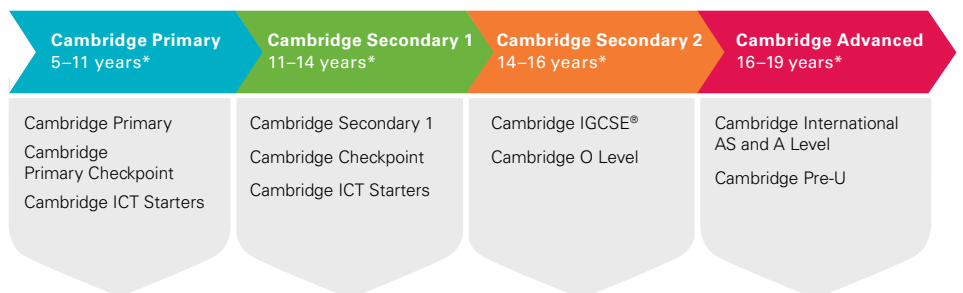 Cambridge Primary
5–11 years*
Cambridge Secondary 1
11–14 years*
Cambridge Secondary 2
14–16 years*
Cambridge Advanced
16–19 years*
Cambridge Primary
Cambridge
Primary Checkpoint
Cambridge ICT Starters
Cambridge Secondary 1
Cambridge Checkpoint
Cambridge ICT Starters
Cambridge IGCSE®
Cambridge O Level
Cambridge International
AS and A Level
Cambridge Pre-U